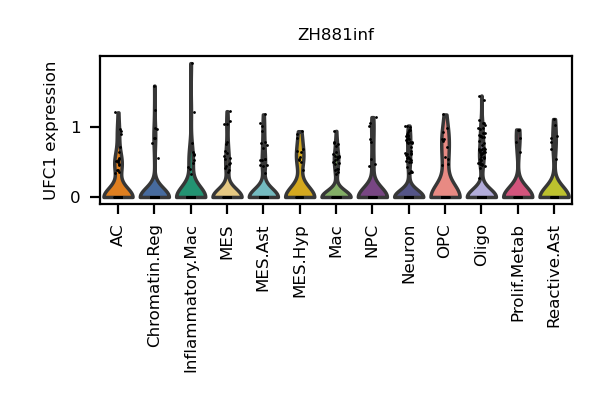 ZH881inf
UFC1 expression
1
0
AC
Chromatin.Reg
Inflammatory.Mac
MES
MES.Ast
MES.Hyp
Mac
NPC
Neuron
OPC
Oligo
Prolif.Metab
Reactive.Ast